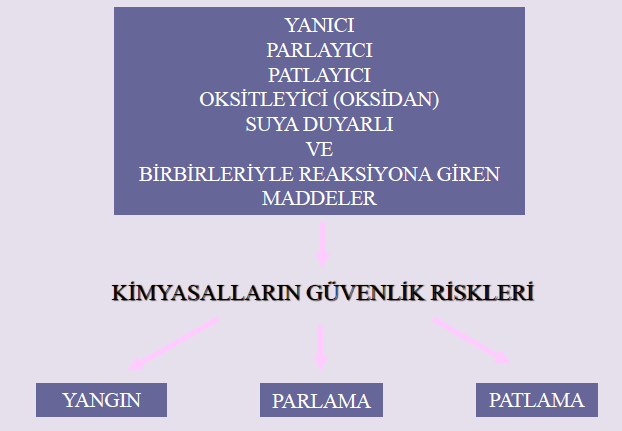 YANICI
PARLAYICI
PATLAYICI
OKSİTLEYİCİ (OKSİDAN)
SUYA DUYARLI
VE
BİRBİRLERİYLE REAKSİYONA GİREN
MADDELER
KİMYASALLARIN GÜVENLİK RİSKLERİ
YANGIN
PARLAMA
PATLAMA